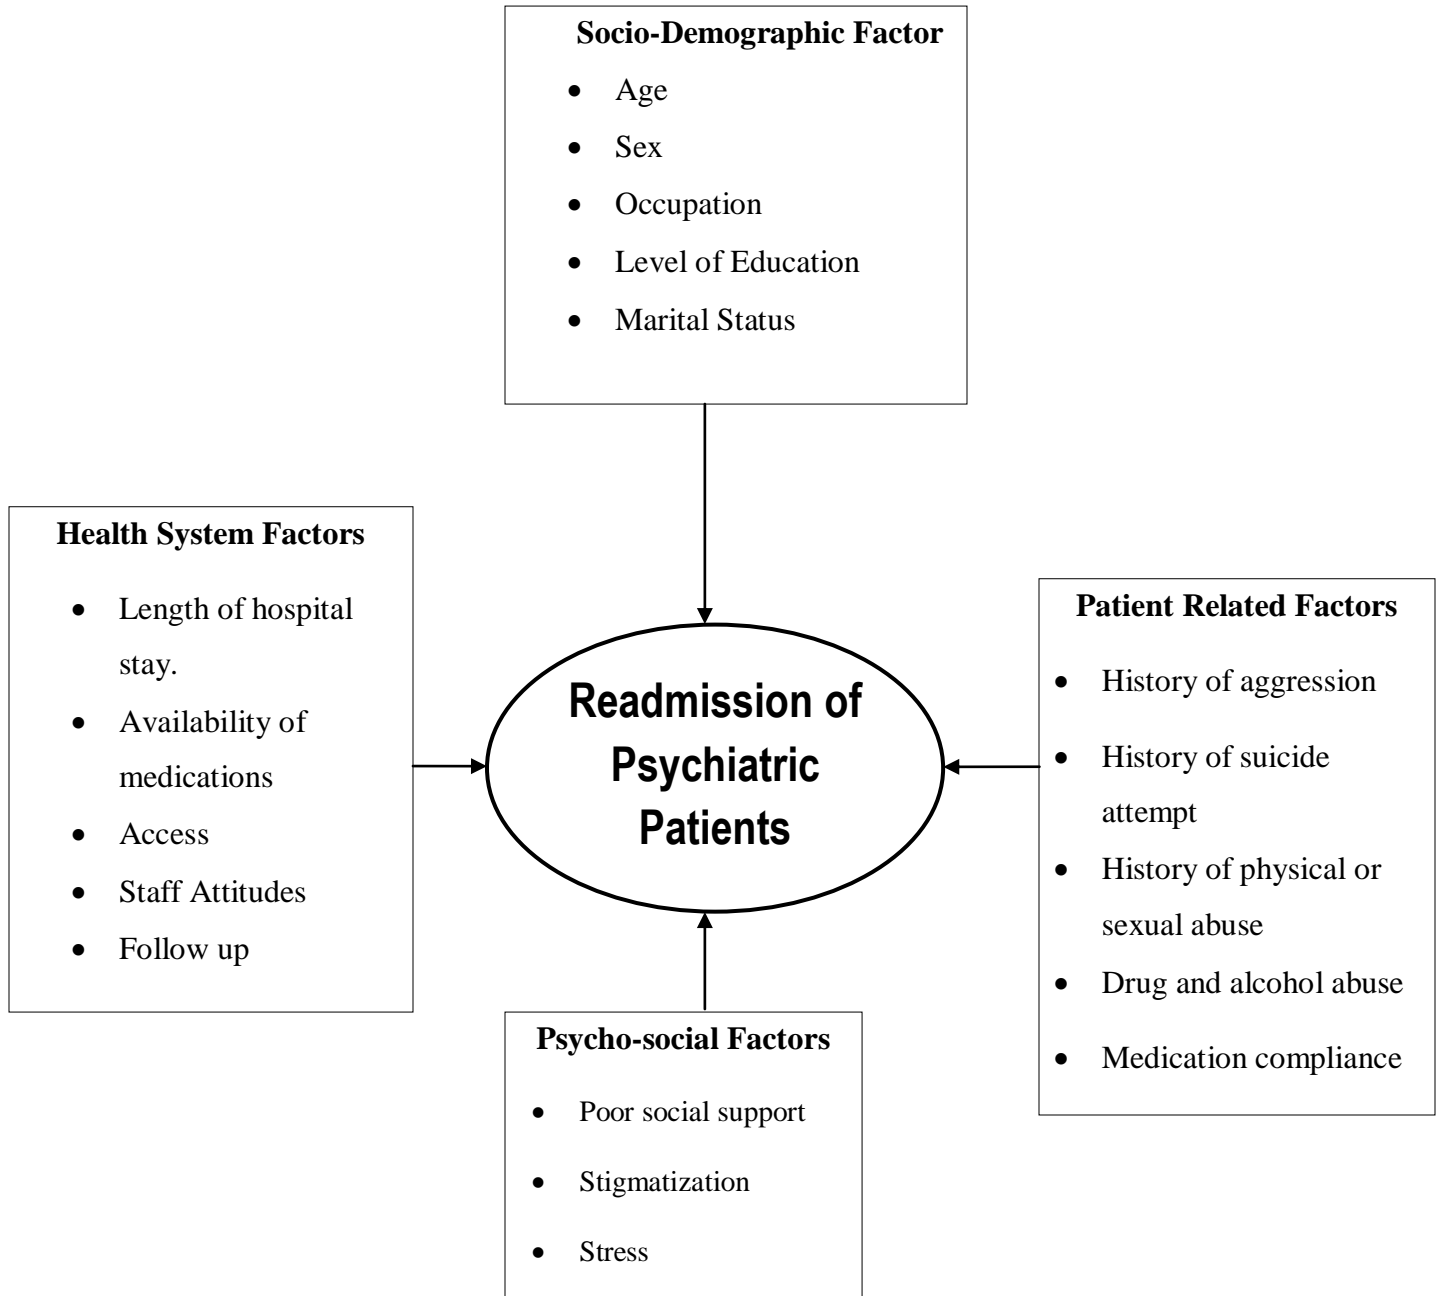 Socio-Demographic Factor
• Age
• Sex
• Occupation
• Level of Education
• Marital Status
Health System Factors
• Length of hospital
stay.
• Availability of
medications
• Access
• Staff Attitudes
• Follow up
Readmission of
Psychiatric
Patients
Patient Related Factors
• History of aggression
• History of suicide
attempt
• History of physical or
sexual abuse
• Drug and alcohol abuse
• Medication compliance
Psycho-social Factors
• Poor social support
• Stigmatization
• Stress